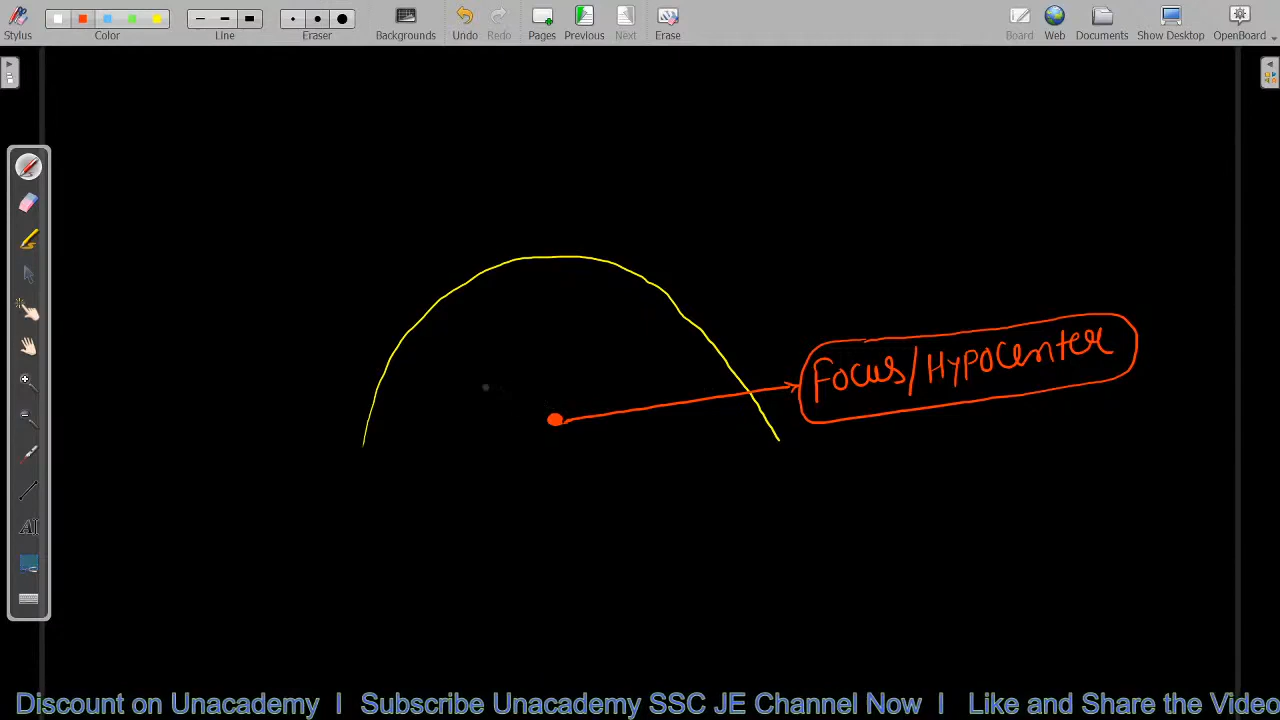 Stylus
Color
Line
Eraser
Backgrounds
Undo
Redo
Pages
Previous
Next
Erase
Board
Web
Documents
Show Desktop
OpenBoard
Focus/Hypocenter
AI
Discount on Unacademy I Subscribe Unacademy SSC JE Channel Now I Like and Share the Video